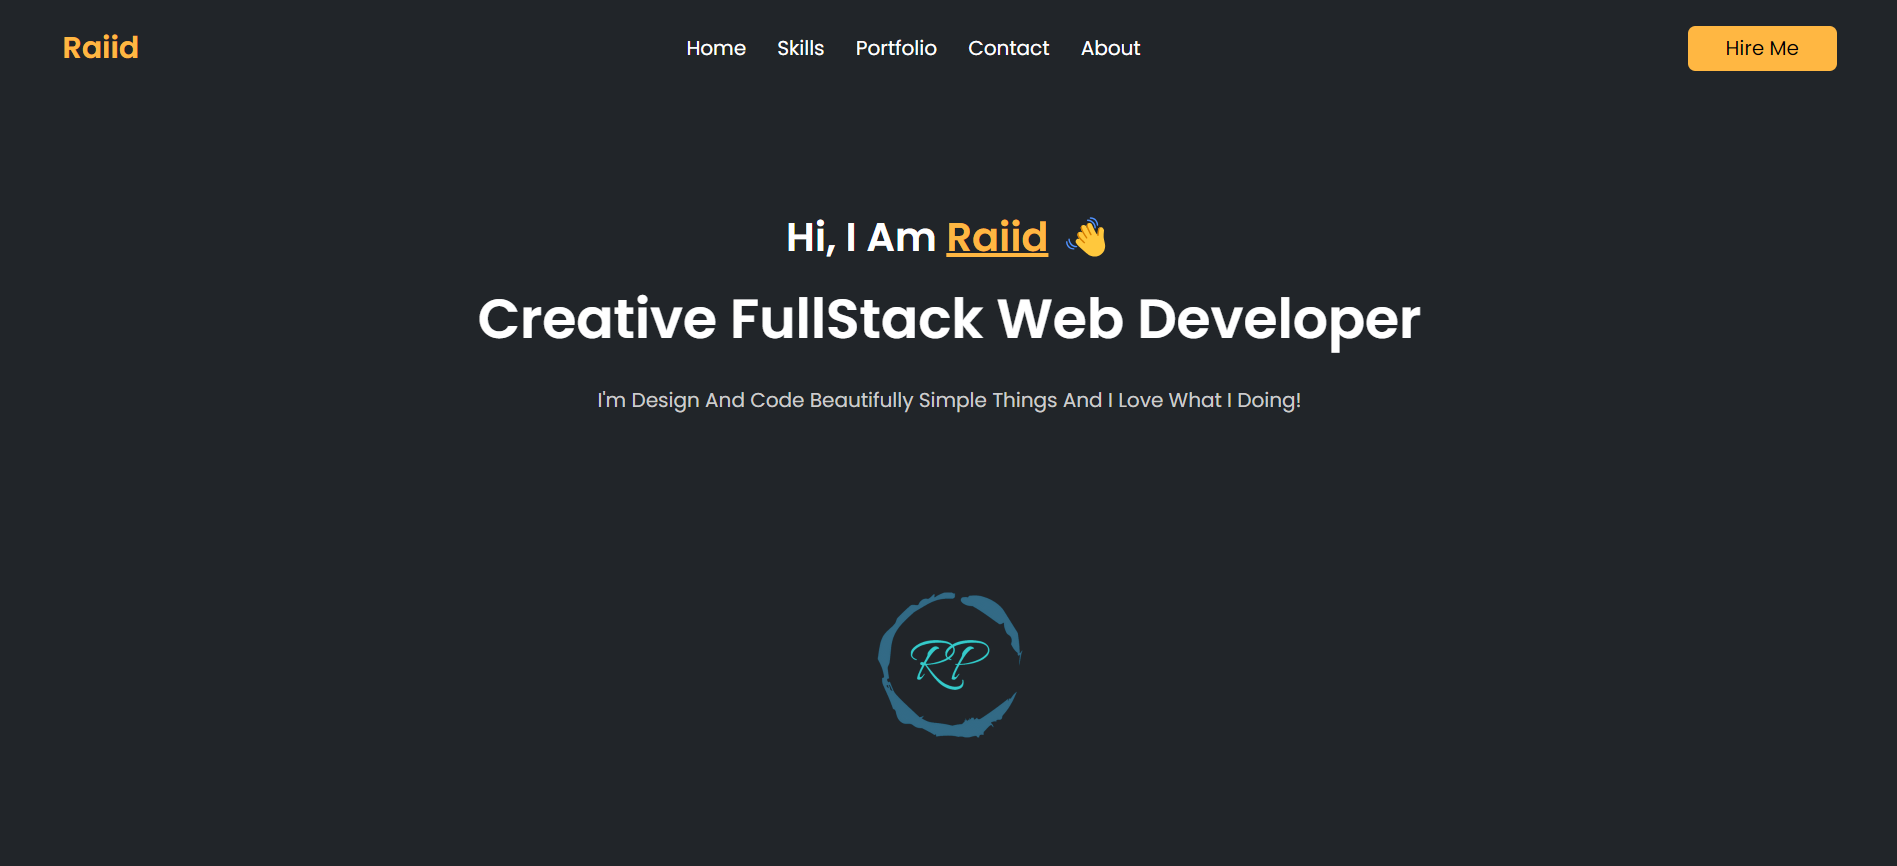 Raiid
Home Skills Portfolio Contact About
Hire Me
Hi, I Am Raiid 👋
Creative FullStack Web Developer
I'm Design And Code Beautifully Simple Things And I Love What I Doing!
RP